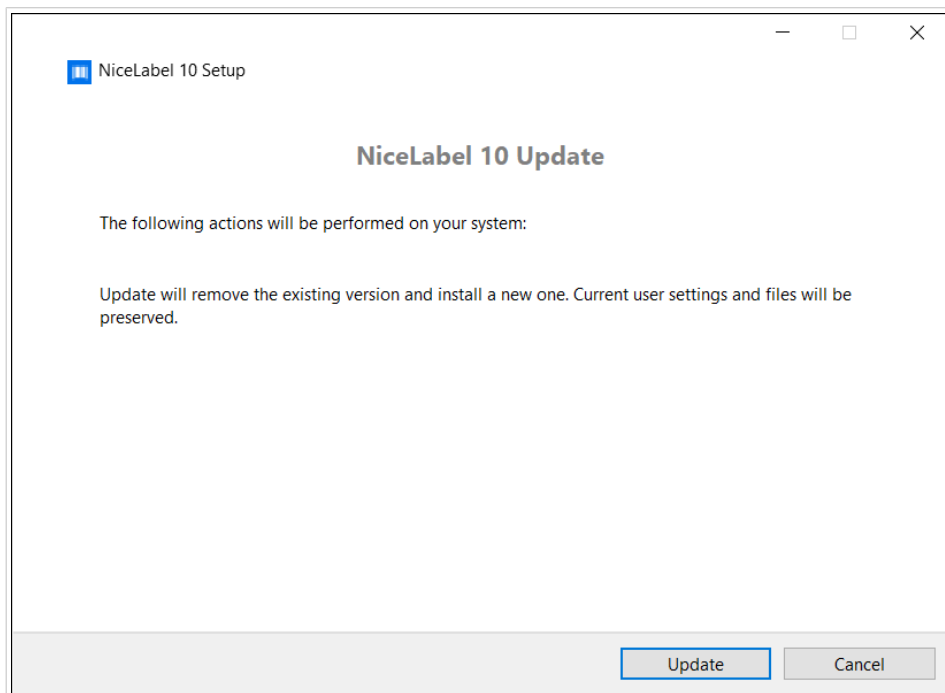 NiceLabel 10 Setup
NiceLabel 10 Update
The following actions will be performed on your system:
Update will remove the existing version and install a new one. Current user settings and files will be
preserved.
Update
Cancel